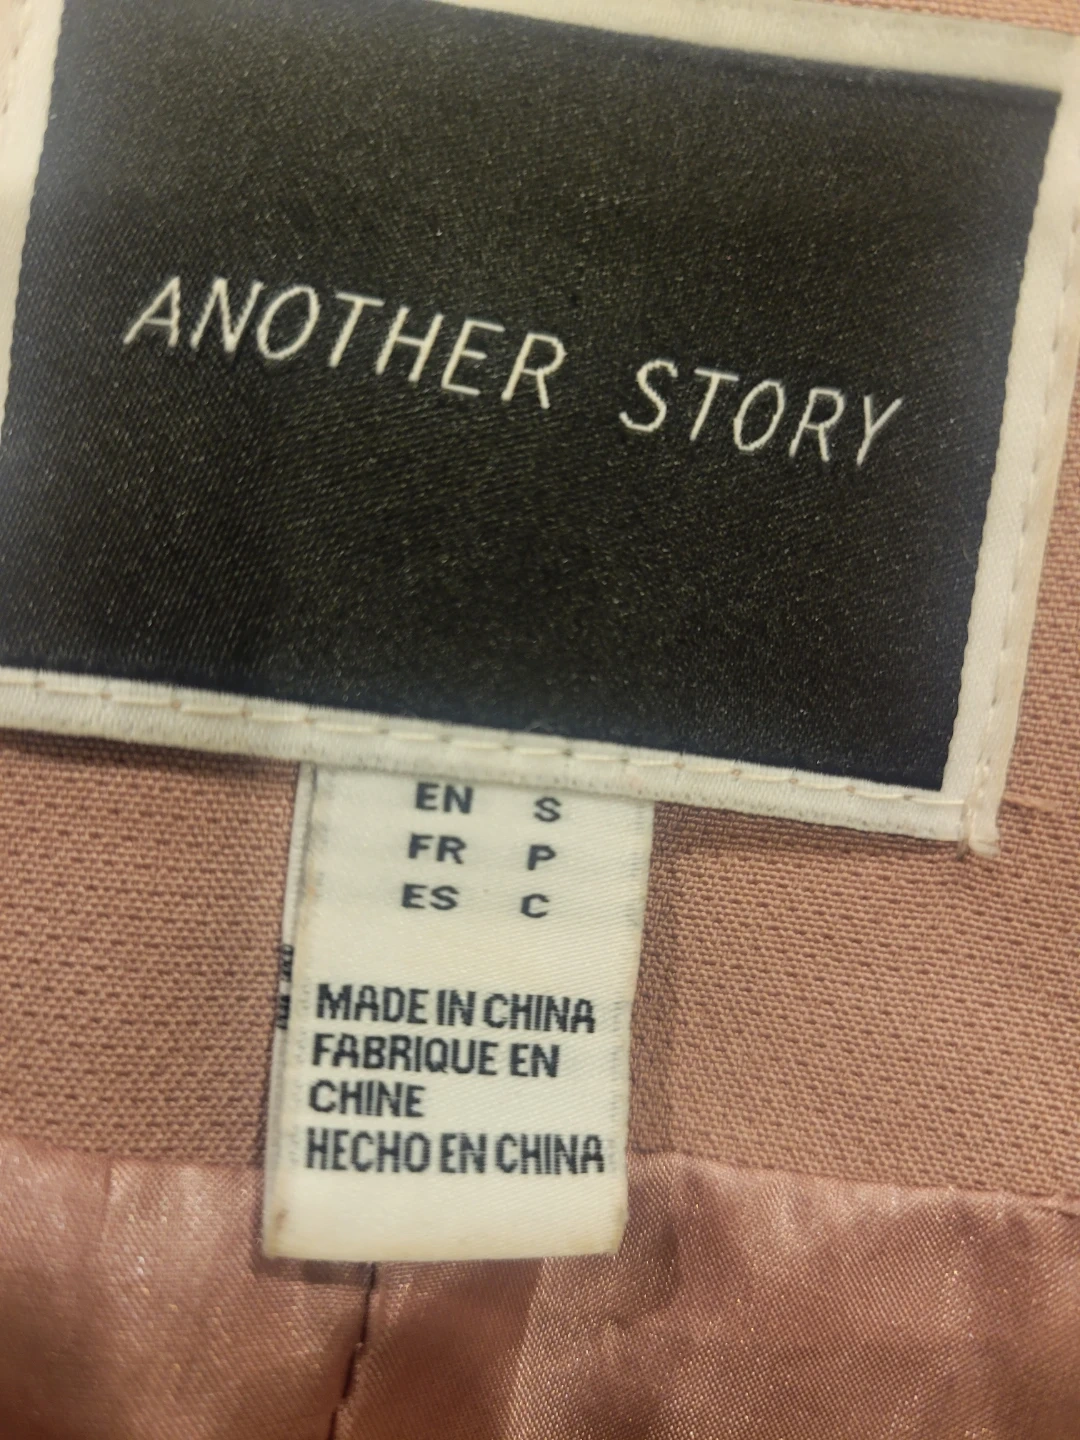 ANOTHER STORY
EN S
FR P
ES C
MADE IN CHINA
FABRIQUE EN
CHINE
HECHO EN CHINA